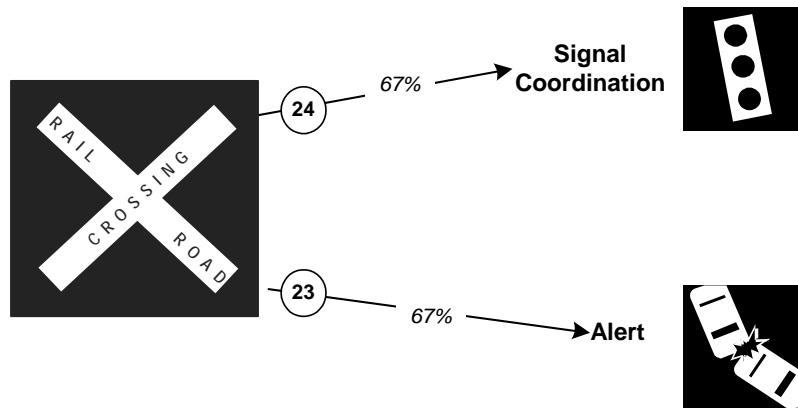 RAIL
CROSSING
ROAD
24
67%
Signal
Coordination
23
67%
Alert